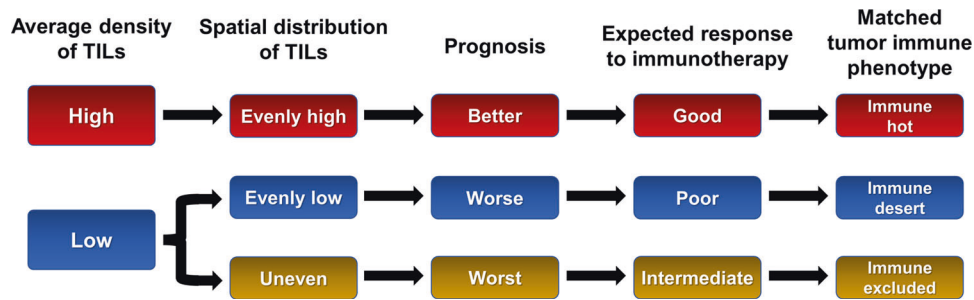 Average density
of TILs
Spatial distribution
of TILs
Prognosis
Expected response
to immunotherapy
Matched
tumor immune
phenotype
High
Evenly high
Better
Good
Immune
hot
Low
Evenly low
Worse
Poor
Immune
desert
Uneven
Worst
Intermediate
Immune
excluded